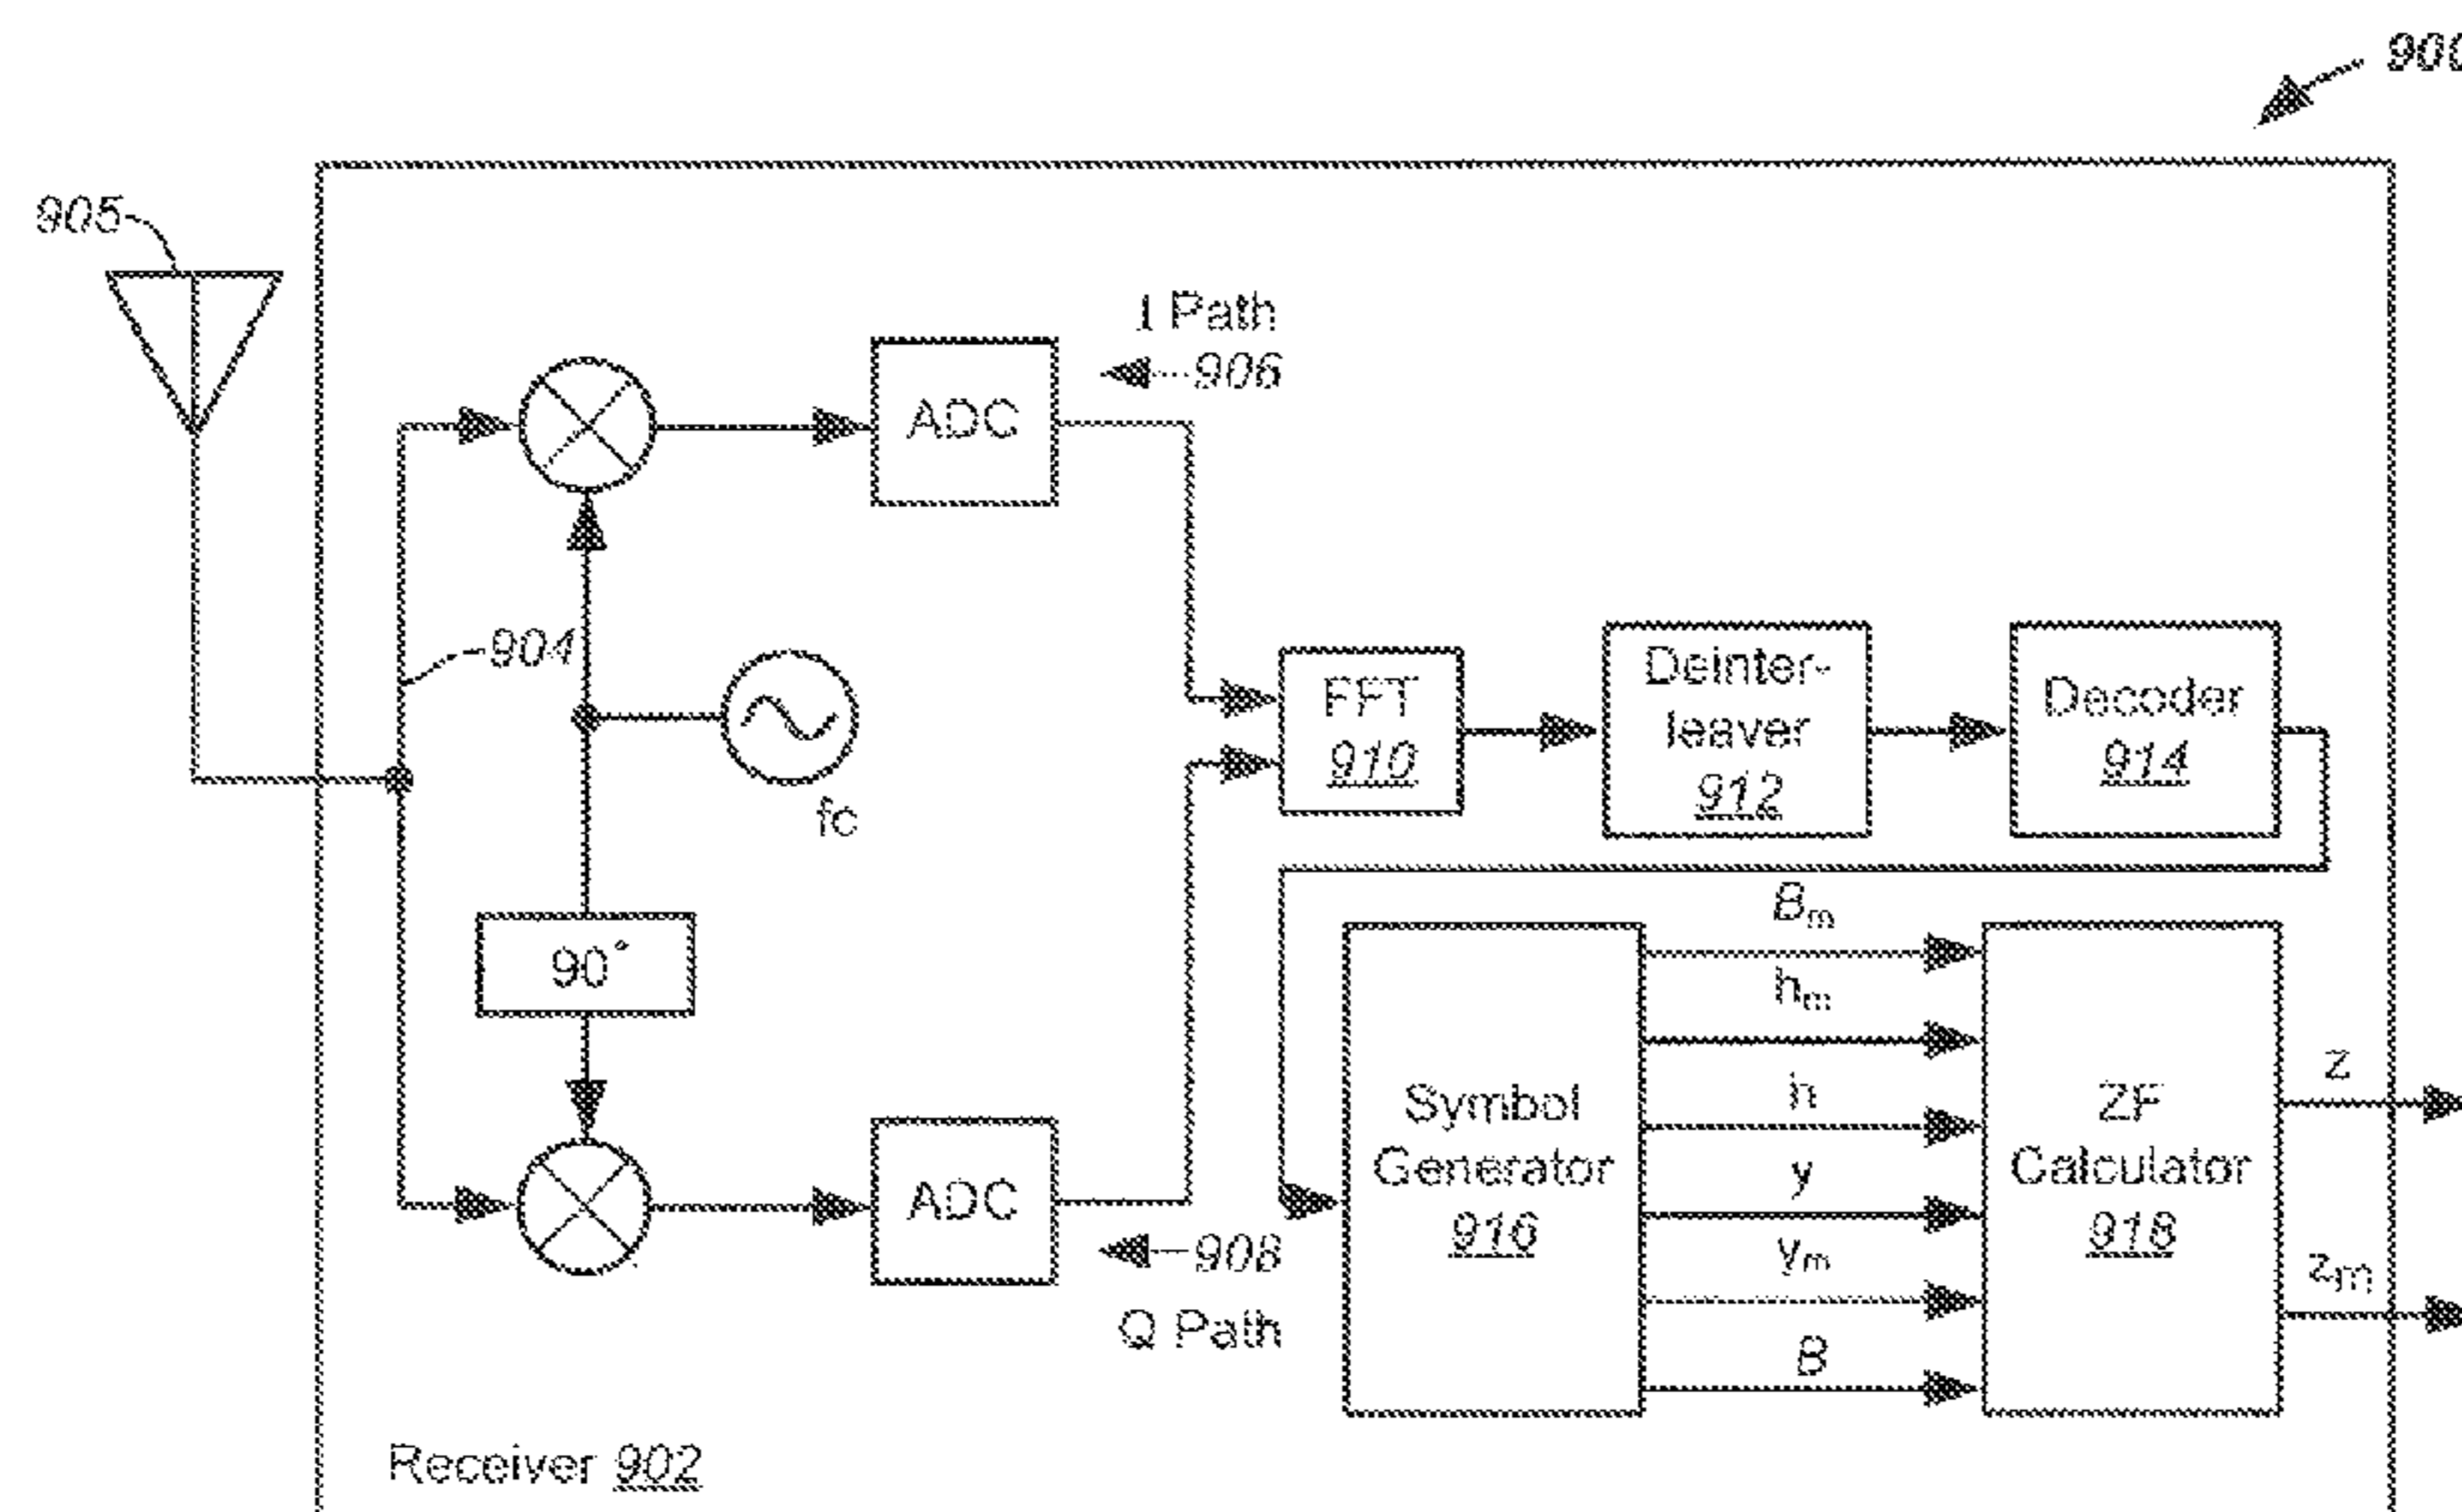 900
905
I Path
906
ADC
904
fc
FFT
910
Deinter-
leaver
912
Decoder
914
90°
ADC
908
Q Path
Symbol
Generator
916
Bm
hm
h
y
ym
B
ZF
Calculator
918
z
zm
Receiver 902